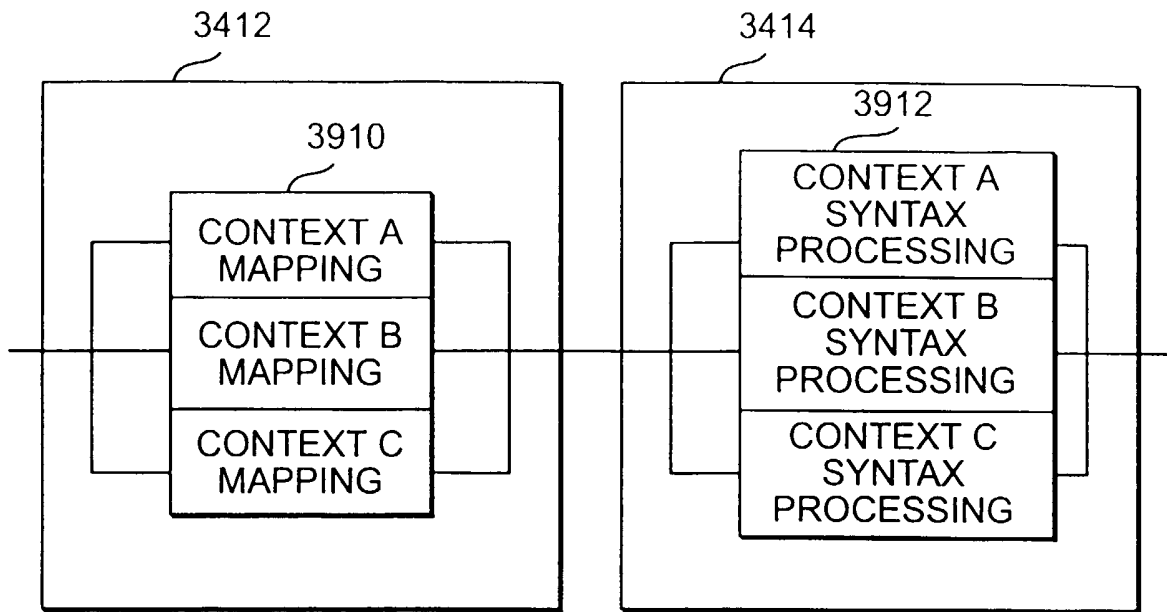 3412
3414
3910
CONTEXT A
MAPPING
CONTEXT B
MAPPING
CONTEXT C
MAPPING
3912
CONTEXT A
SYNTAX
PROCESSING
CONTEXT B
SYNTAX
PROCESSING
CONTEXT C
SYNTAX
PROCESSING